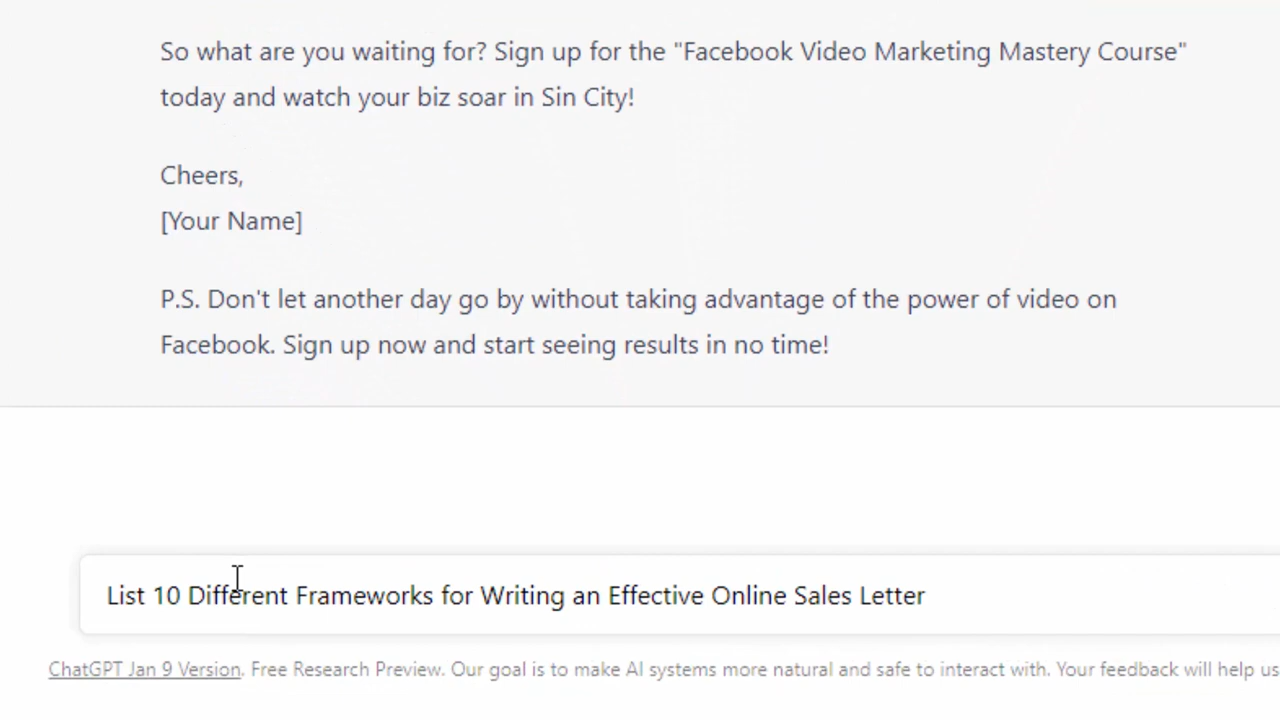 So what are you waiting for? Sign up for the "Facebook Video Marketing Mastery Course"
today and watch your biz soar in Sin City!
Cheers,
[Your Name]
P.S. Don't let another day go by without taking advantage of the power of video on
Facebook. Sign up now and start seeing results in no time!
List 10 Different Frameworks for Writing an Effective Online Sales Letter
ChatGPT Jan 9 Version. Free Research Preview. Our goal is to make AI systems more natural and safe to interact with. Your feedback will help us